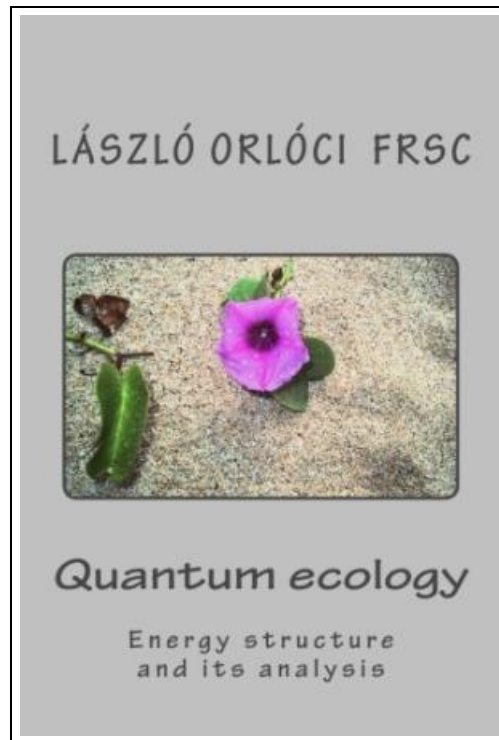 LÁSZLÓ ORLÓCI FRSC
Quantum ecology
Energy structure
and its analysis